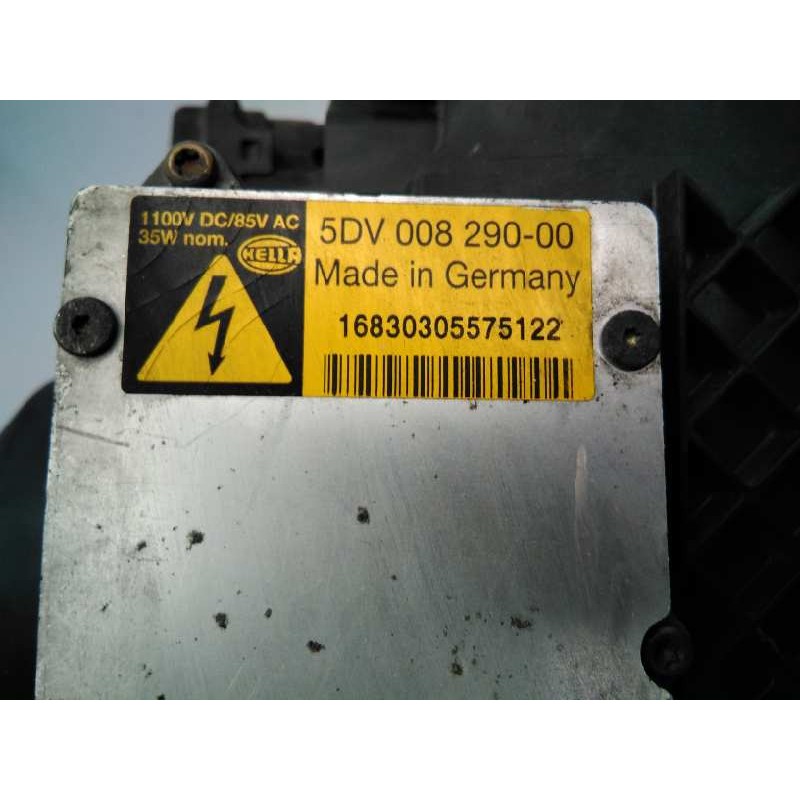 1100V DC/85V AC
35W nom.
HELLA
5DV 008 290-00
Made in Germany
16830305575122